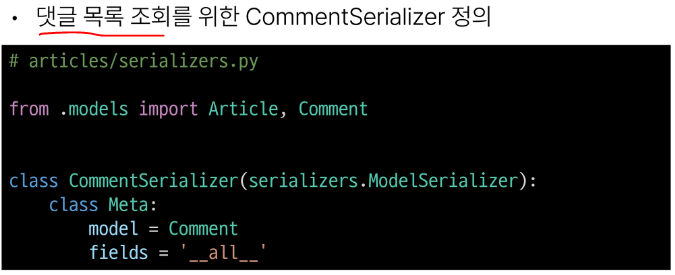 • 댓글 목록 조회를 위한 CommentSerializer 정의
# articles/serializers.py
from .models import Article, Comment
class CommentSerializer(serializers.ModelSerializer):
    class Meta:
        model = Comment
        fields = '__all__'